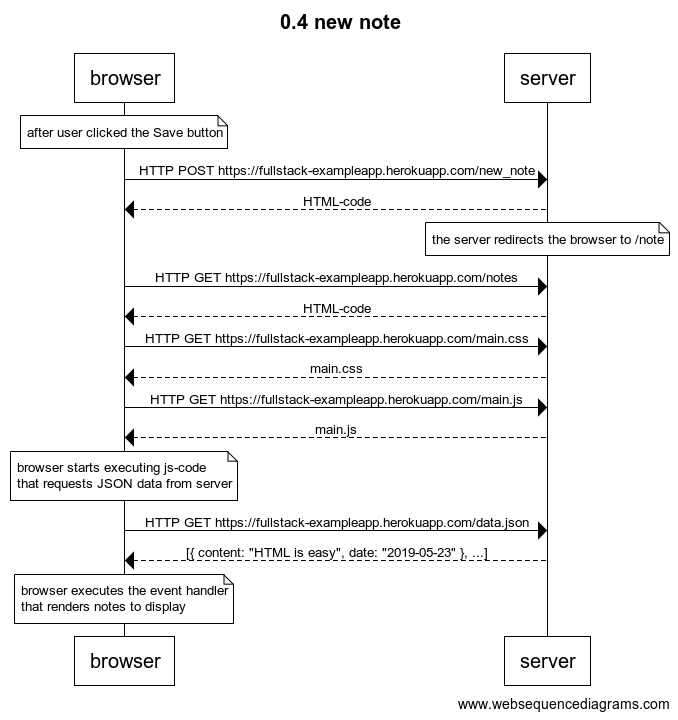 0.4 new note
browser
server
after user clicked the Save button
HTTP POST https://fullstack-exampleapp.herokuapp.com/new_note
HTML-code
the server redirects the browser to /note
HTTP GET https://fullstack-exampleapp.herokuapp.com/notes
HTML-code
HTTP GET https://fullstack-exampleapp.herokuapp.com/main.css
main.css
HTTP GET https://fullstack-exampleapp.herokuapp.com/main.js
main.js
browser starts executing js-code
that requests JSON data from server
HTTP GET https://fullstack-exampleapp.herokuapp.com/data.json
[{ content: "HTML is easy", date: "2019-05-23" }, ...]
browser executes the event handler
that renders notes to display
browser
server
www.websequencediagrams.com